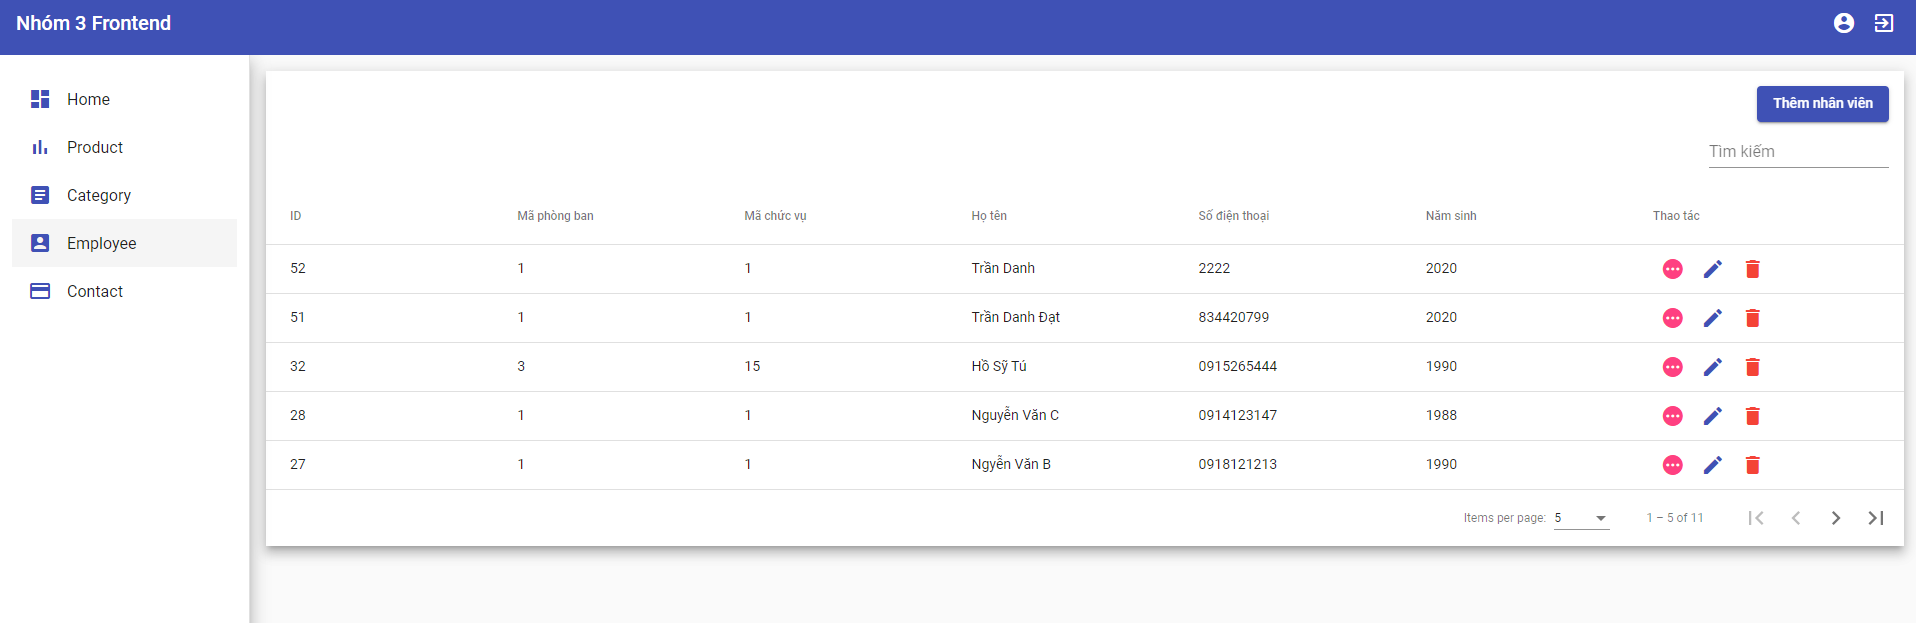 Nhóm 3 Frontend
Home
Product
Category
Employee
Contact
Thêm nhân viên
Tìm kiếm
ID Mã phòng ban Mã chức vụ Họ tên Số điện thoại Năm sinh Thao tác
52 1 1 Trần Danh 2222 2020
51 1 1 Trần Danh Đạt 834420799 2020
32 3 15 Hồ Sỹ Tú 0915265444 1990
28 1 1 Nguyễn Văn C 0914123147 1988
27 1 1 Ngyễn Văn B 0918121213 1990
Items per page: 5 1 – 5 of 11